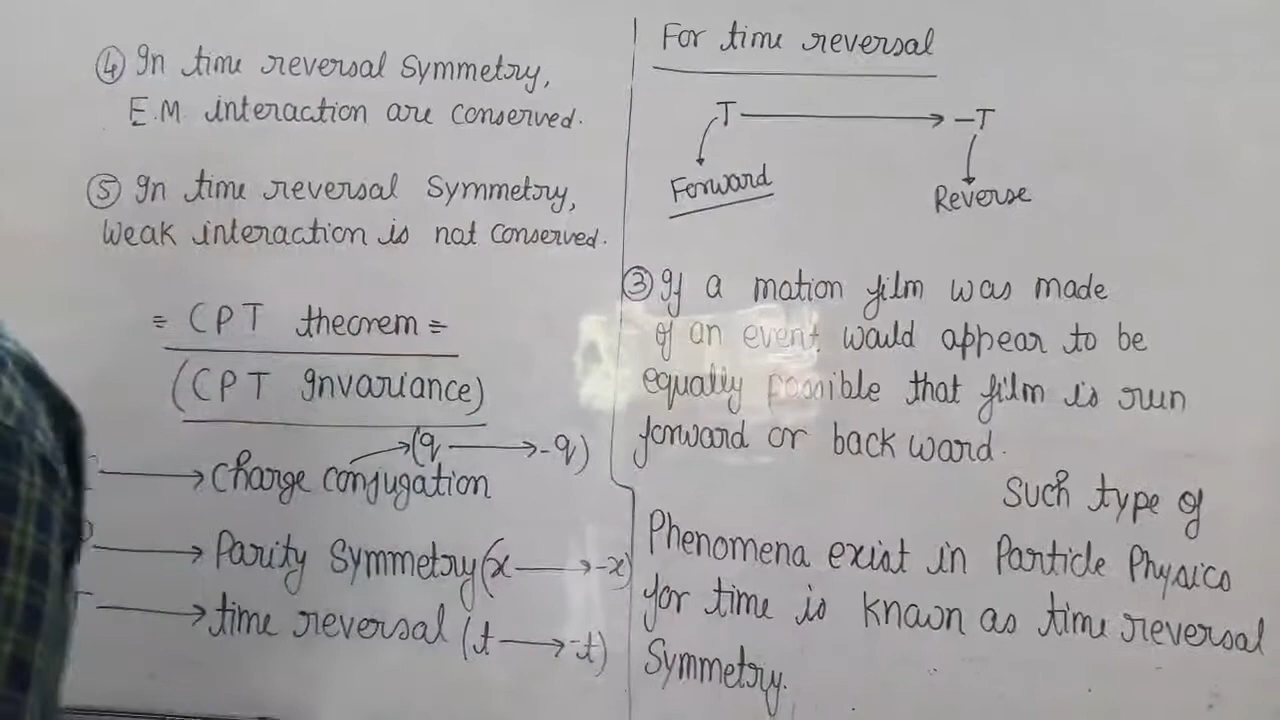 ④ In time reversal Symmetry,
E.M. interaction are conserved.
⑤ In time reversal Symmetry,
Weak interaction is not conserved.
= CPT theorem =
(CPT Invariance)
(q → -q)
→ Charge conjugation
→ Parity Symmetry (x → -x)
→ time reversal (t → -t)
For time reversal
T → -T
Forward
Reverse
③ If a motion film was made
of an event, would appear to be
equally possible that film is run
forward or back ward.
Such type of
Phenomena exist in Particle Physics
for time is known as time reversal
Symmetry.